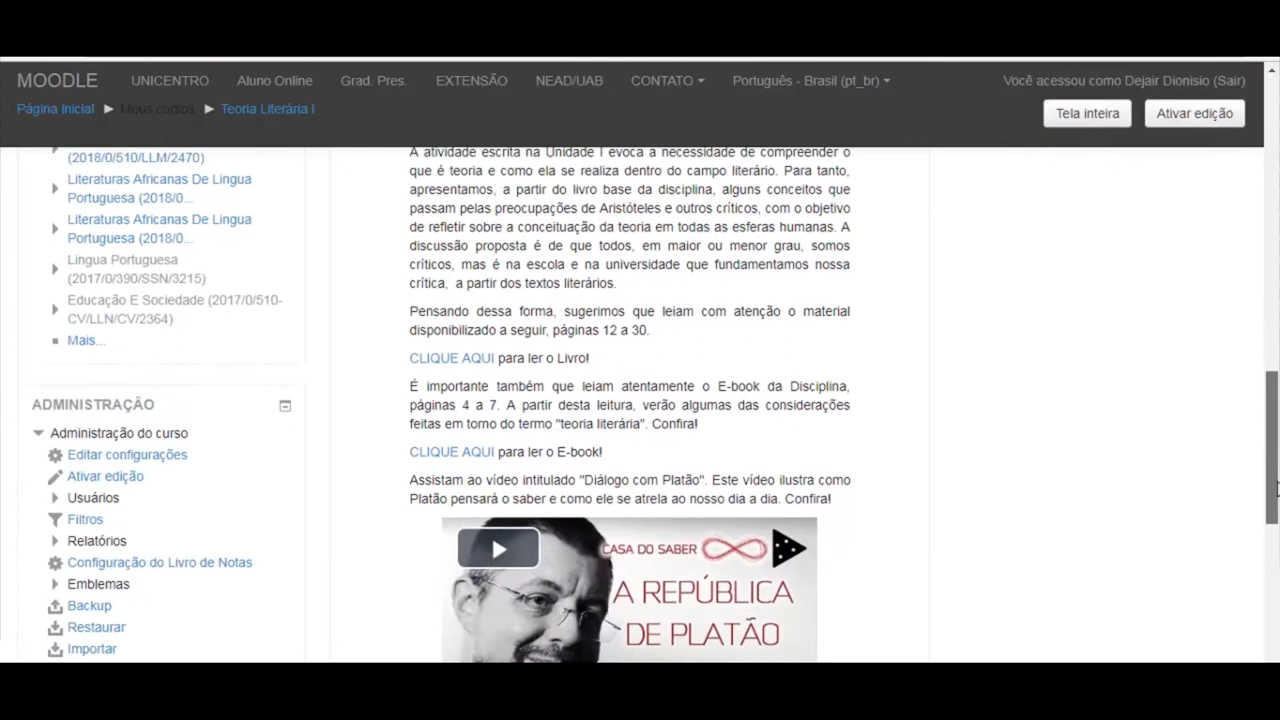 MOODLE UNICENTRO Aluno Online Grad. Pres. EXTENSÃO NEAD/UAB CONTATO Português - Brasil (pt_br) Você acessou como Dejair Dionisio (Sair)
Página inicial Meus cursos Teoria Literária I Tela inteira Ativar edição
(2018/0/510/LLM/2470)
Literaturas Africanas De Lingua
Portuguesa (2018/0...
Literaturas Africanas De Lingua
Portuguesa (2018/0...
Lingua Portuguesa
(2017/0/390/SSN/3215)
Educação E Sociedade (2017/0/510-
CV/LLN/CV/2364)
Mais...
ADMINISTRAÇÃO
Administração do curso
Editar configurações
Ativar edição
Usuários
Filtros
Relatórios
Configuração do Livro de Notas
Emblemas
Backup
Restaurar
Importar
A atividade escrita na Unidade I evoca a necessidade de compreender o
que é teoria e como ela se realiza dentro do campo literário. Para tanto,
apresentamos, a partir do livro base da disciplina, alguns conceitos que
passam pelas preocupações de Aristóteles e outros críticos, com o objetivo
de refletir sobre a conceituação da teoria em todas as esferas humanas. A
discussão proposta é de que todos, em maior ou menor grau, somos
críticos, mas é na escola e na universidade que fundamentamos nossa
crítica, a partir dos textos literários.
Pensando dessa forma, sugerimos que leiam com atenção o material
disponibilizado a seguir, páginas 12 a 30.
CLIQUE AQUI para ler o Livro!
É importante também que leiam atentamente o E-book da Disciplina,
páginas 4 a 7. A partir desta leitura, verão algumas das considerações
feitas em torno do termo "teoria literária". Confira!
CLIQUE AQUI para ler o E-book!
Assistam ao vídeo intitulado "Diálogo com Platão". Este vídeo ilustra como
Platão pensará o saber e como ele se atrela ao nosso dia a dia. Confira!
CASA DO SABER
A REPÚBLICA
DE PLATÃO